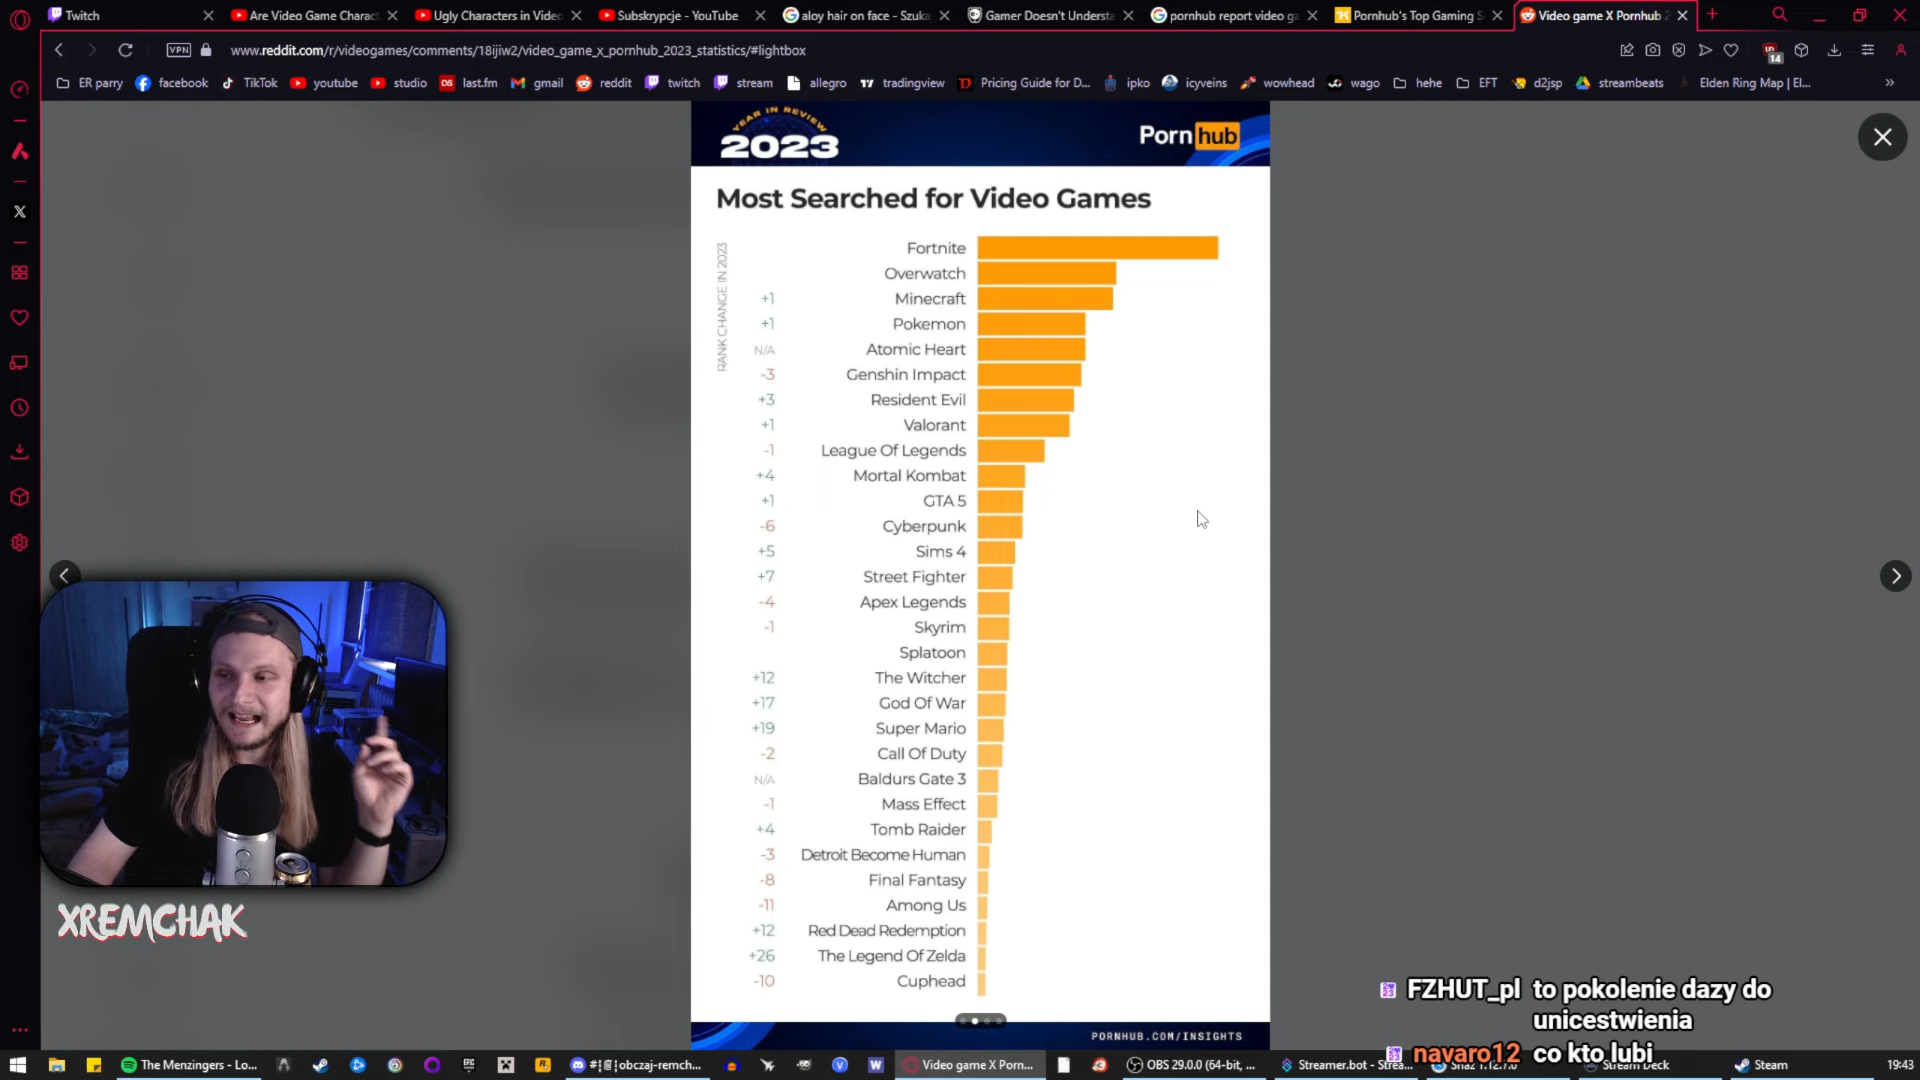 Twitch
Are Video Game Charac
Ugly Characters in Video
Subskrypcje - YouTube
aloy hair on face - Szuka
Gamer Doesn't Understa
pornhub report video ga
Pornhub's Top Gaming S
Video game X Pornhub 2
VPN
www.reddit.com/r/videogames/comments/18ijiw2/video_game_x_pornhub_2023_statistics/#lightbox
14
ER parry
facebook
TikTok
youtube
studio
last.fm
gmail
reddit
twitch
stream
allegro
tradingview
Pricing Guide for D...
ipko
icyveins
wowhead
wago
hehe
EFT
d2jsp
streambeats
Elden Ring Map | El...
YEAR IN REVIEW
2023
Porn hub
Most Searched for Video Games
RANK CHANGE IN 2023
Fortnite
Overwatch
+1 Minecraft
+1 Pokemon
N/A Atomic Heart
-3 Genshin Impact
+3 Resident Evil
+1 Valorant
-1 League Of Legends
+4 Mortal Kombat
+1 GTA 5
-6 Cyberpunk
+5 Sims 4
+7 Street Fighter
-4 Apex Legends
-1 Skyrim
Splatoon
+12 The Witcher
+17 God Of War
+19 Super Mario
-2 Call Of Duty
N/A Baldurs Gate 3
-1 Mass Effect
+4 Tomb Raider
-3 Detroit Become Human
-8 Final Fantasy
-11 Among Us
+12 Red Dead Redemption
+26 The Legend Of Zelda
-10 Cuphead
PORNHUB.COM/INSIGHTS
XREMCHAK
FZHUT_pl to pokolenie dazy do
unicestwienia
navaro12 co kto lubi
The Menzingers - Lo...
#¦🔘¦obczaj-remch...
Video game X Porn...
OBS 29.0.0 (64-bit, ...
Streamer.bot - Strea...
Stream Deck
Steam
19:43